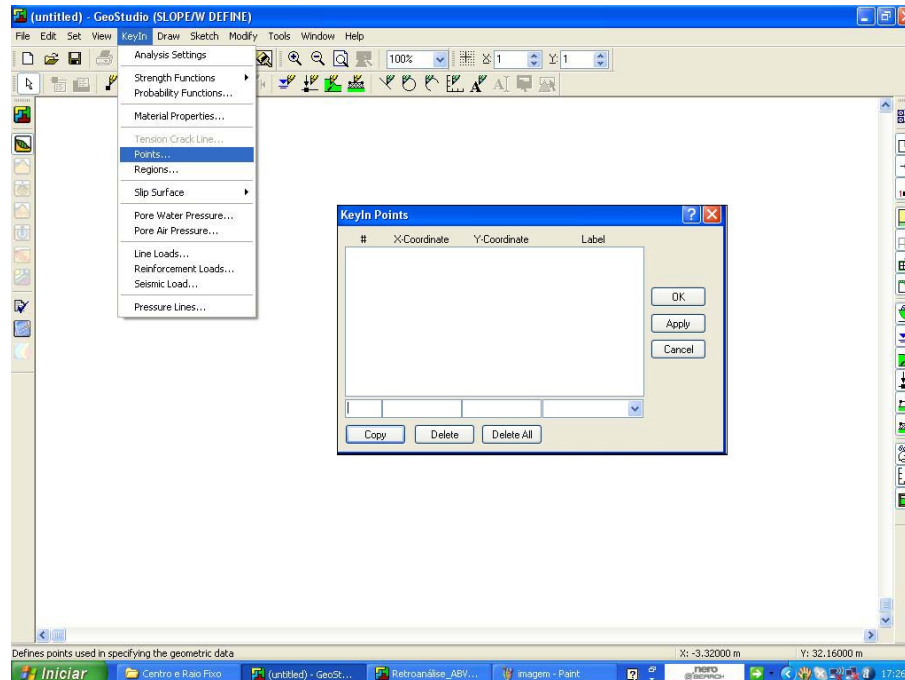 (untitled) - GeoStudio (SLOPE/W DEFINE)
File Edit Set View KeyIn Draw Sketch Modify Tools Window Help
100% 1 1
Analysis Settings
Strength Functions
Probability Functions...
Material Properties...
Tension Crack Line...
Points...
Regions...
Slip Surface
Pore Water Pressure...
Pore Air Pressure...
Line Loads...
Reinforcement Loads...
Seismic Load...
Pressure Lines...
KeyIn Points
# X-Coordinate Y-Coordinate Label
OK
Apply
Cancel
Copy Delete Delete All
Defines points used in specifying the geometric data X: -3.32000 m Y: 32.16000 m
Iniciar Centro e Raio Fixo (untitled) - GeoSt... Retroanálise_ABV... imagem - Paint nero SEARCH 17:26